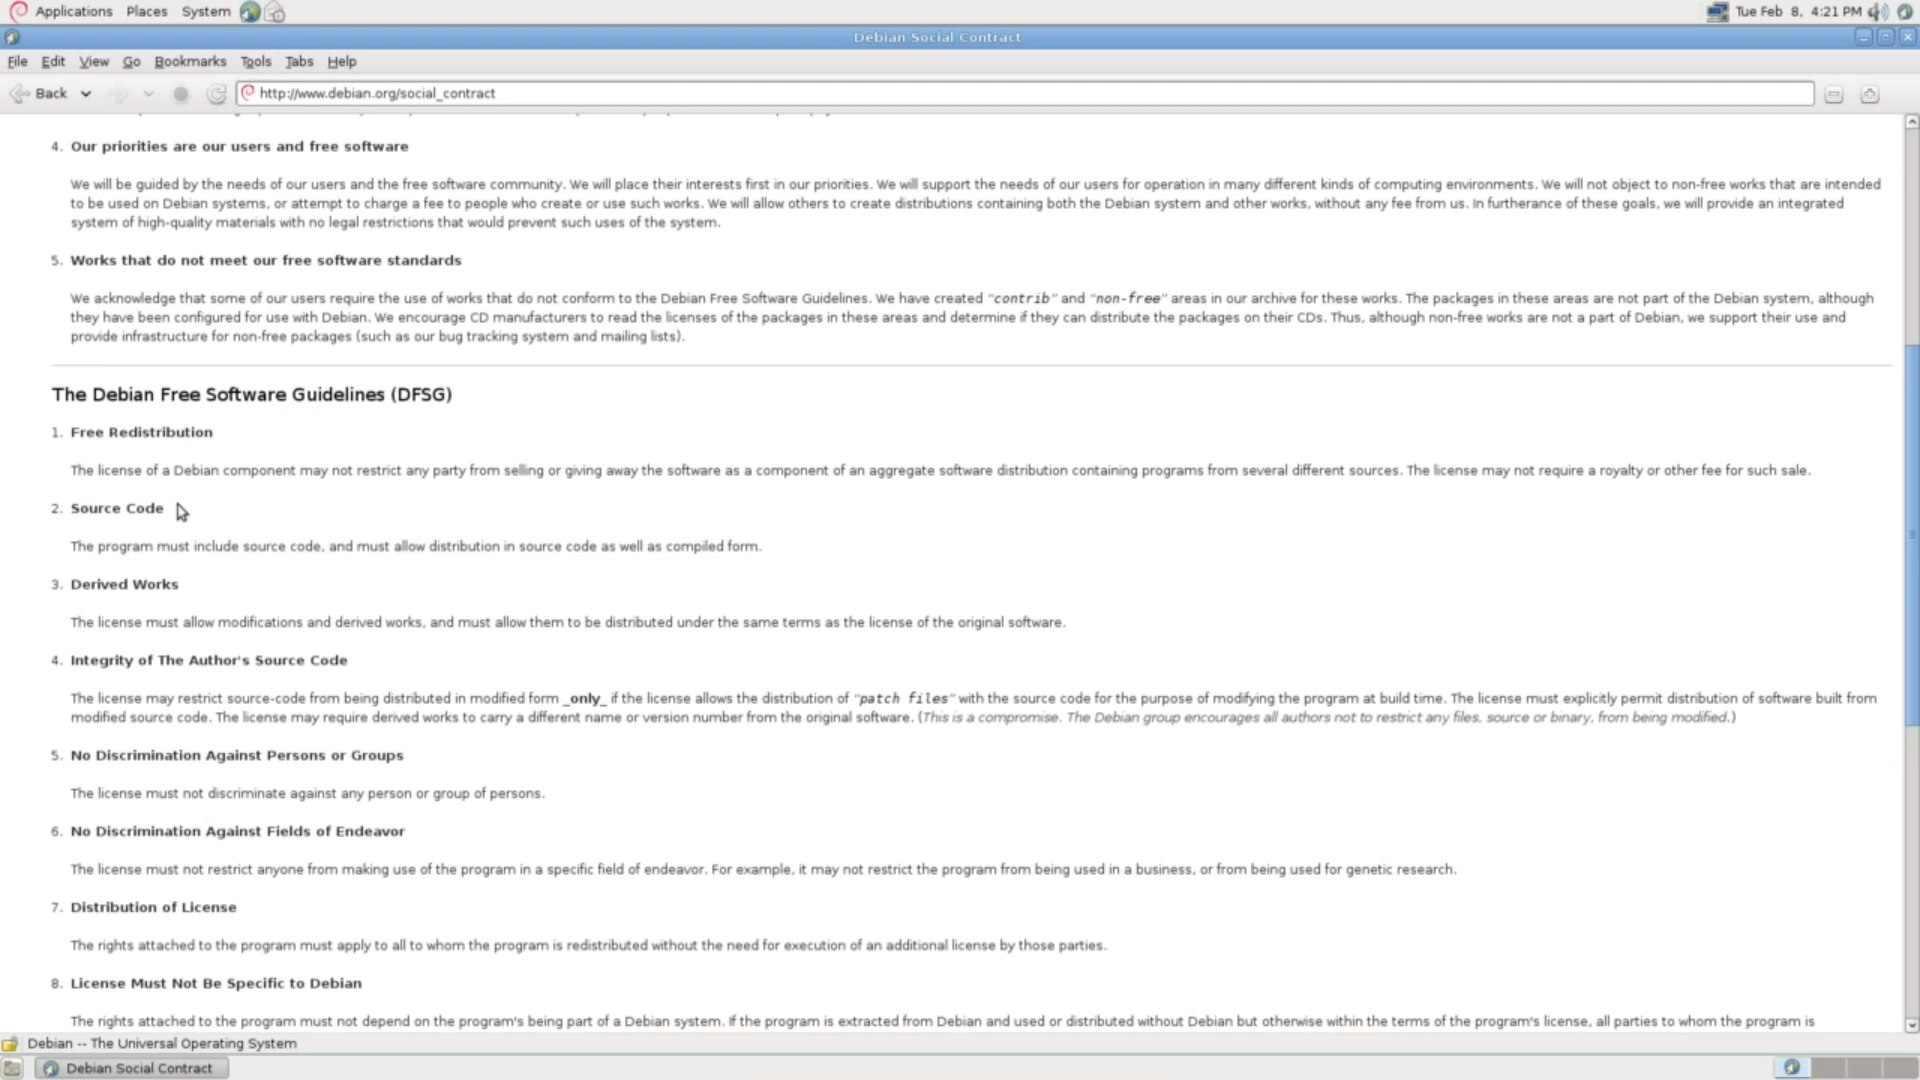 Applications Places System Tue Feb 8, 4:21 PM
Debian Social Contract
File Edit View Go Bookmarks Tools Tabs Help
Back http://www.debian.org/social_contract
4. Our priorities are our users and free software
We will be guided by the needs of our users and the free software community. We will place their interests first in our priorities. We will support the needs of our users for operation in many different kinds of computing environments. We will not object to non-free works that are intended
to be used on Debian systems, or attempt to charge a fee to people who create or use such works. We will allow others to create distributions containing both the Debian system and other works, without any fee from us. In furtherance of these goals, we will provide an integrated
system of high-quality materials with no legal restrictions that would prevent such uses of the system.
5. Works that do not meet our free software standards
We acknowledge that some of our users require the use of works that do not conform to the Debian Free Software Guidelines. We have created "contrib" and "non-free" areas in our archive for these works. The packages in these areas are not part of the Debian system, although
they have been configured for use with Debian. We encourage CD manufacturers to read the licenses of the packages in these areas and determine if they can distribute the packages on their CDs. Thus, although non-free works are not a part of Debian, we support their use and
provide infrastructure for non-free packages (such as our bug tracking system and mailing lists).
The Debian Free Software Guidelines (DFSG)
1. Free Redistribution
The license of a Debian component may not restrict any party from selling or giving away the software as a component of an aggregate software distribution containing programs from several different sources. The license may not require a royalty or other fee for such sale.
2. Source Code
The program must include source code, and must allow distribution in source code as well as compiled form.
3. Derived Works
The license must allow modifications and derived works, and must allow them to be distributed under the same terms as the license of the original software.
4. Integrity of The Author's Source Code
The license may restrict source-code from being distributed in modified form _only_ if the license allows the distribution of "patch files" with the source code for the purpose of modifying the program at build time. The license must explicitly permit distribution of software built from
modified source code. The license may require derived works to carry a different name or version number from the original software. (This is a compromise. The Debian group encourages all authors not to restrict any files, source or binary, from being modified.)
5. No Discrimination Against Persons or Groups
The license must not discriminate against any person or group of persons.
6. No Discrimination Against Fields of Endeavor
The license must not restrict anyone from making use of the program in a specific field of endeavor. For example, it may not restrict the program from being used in a business, or from being used for genetic research.
7. Distribution of License
The rights attached to the program must apply to all to whom the program is redistributed without the need for execution of an additional license by those parties.
8. License Must Not Be Specific to Debian
The rights attached to the program must not depend on the program's being part of a Debian system. If the program is extracted from Debian and used or distributed without Debian but otherwise within the terms of the program's license, all parties to whom the program is
Debian -- The Universal Operating System
Debian Social Contract